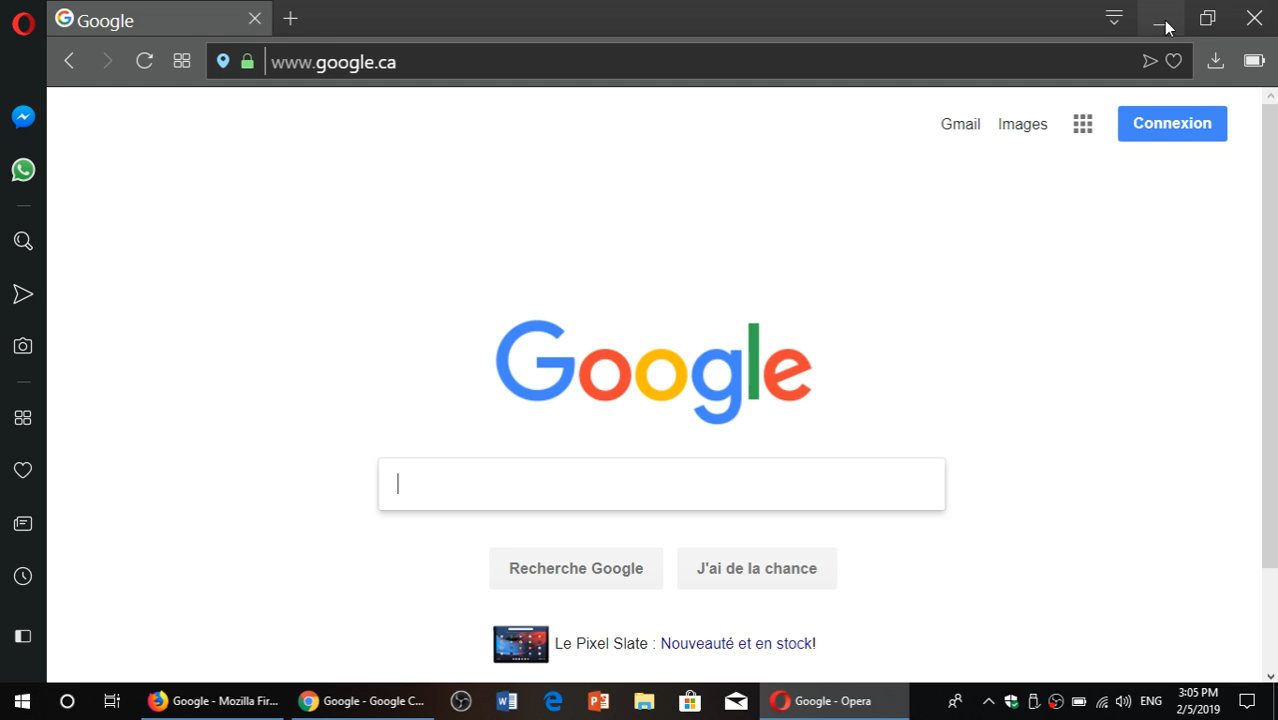 Google
www.google.ca
Gmail Images Connexion
Google
Recherche Google J'ai de la chance
Le Pixel Slate : Nouveauté et en stock!
Google - Mozilla Fir... Google - Google C... Google - Opera ENG 3:05 PM
2/5/2019